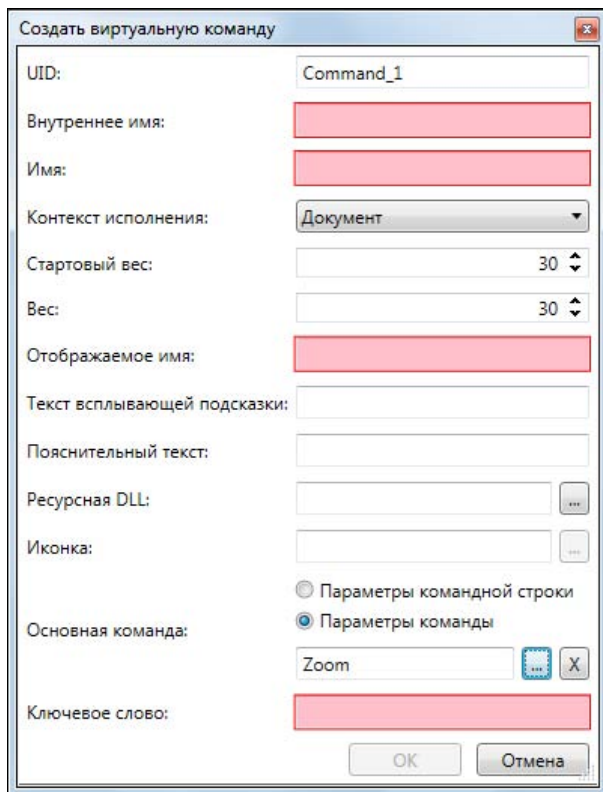 Создать виртуальную команду
UID: Command_1
Внутреннее имя:
Имя:
Контекст исполнения: Документ
Стартовый вес: 30
Вес: 30
Отображаемое имя:
Текст всплывающей подсказки:
Пояснительный текст:
Ресурсная DLL: ...
Иконка: ...
Параметры командной строки
Основная команда: Параметры команды
Zoom ... X
Ключевое слово:
OK Отмена